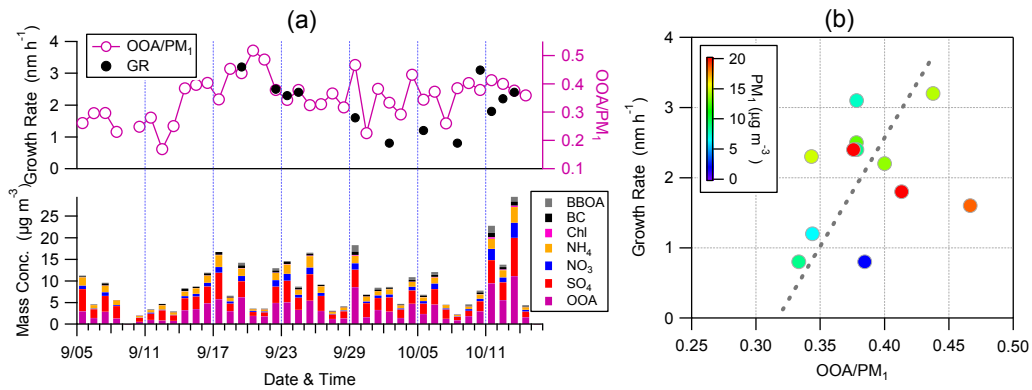 (a)
4
3
2
1
0
Growth Rate (nm h⁻¹)
OOA/PM₁
GR
0.5
0.4
0.3
0.2
0.1
OOA/PM₁
30
25
20
15
10
5
0
Mass Conc. (µg m⁻³)
BBOA
BC
Chl
NH₄
NO₃
SO₄
OOA
9/05 9/11 9/17 9/23 9/29 10/05 10/11
Date & Time
(b)
4
3
2
1
0
Growth Rate (nm h⁻¹)
20
15
10
5
0
PM₁ (µg m⁻³)
0.25 0.30 0.35 0.40 0.45 0.50
OOA/PM₁